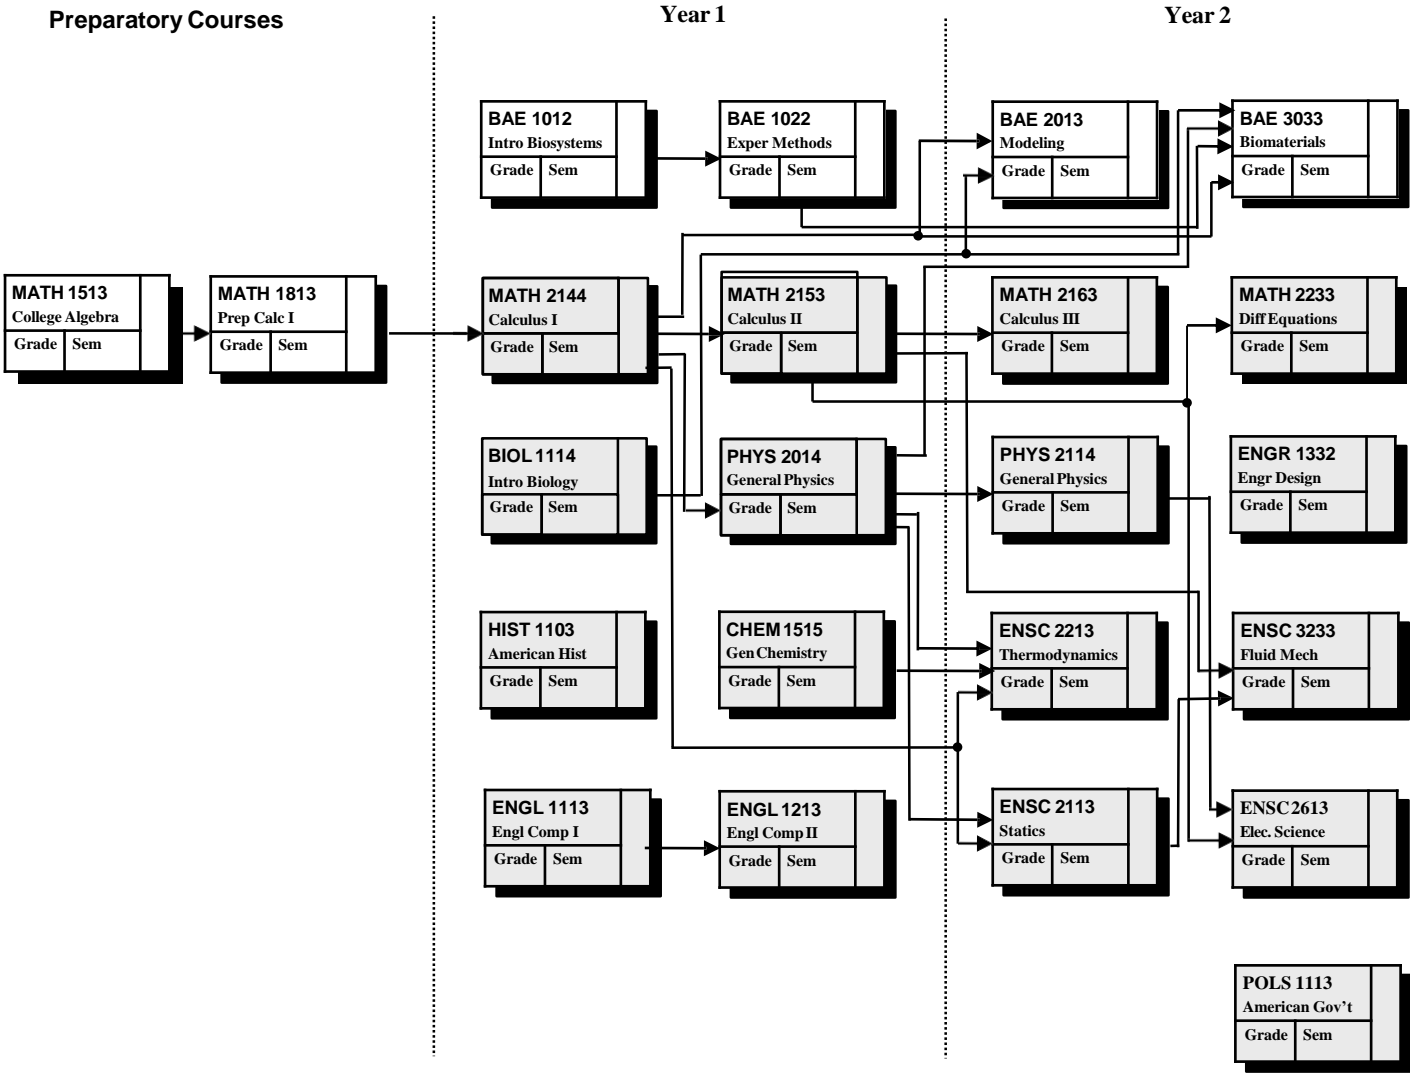 Preparatory Courses
Year 1
Year 2
BAE 1012
Intro Biosystems
Grade Sem
BAE 1022
Exper Methods
Grade Sem
BAE 2013
Modeling
Grade Sem
BAE 3033
Biomaterials
Grade Sem
MATH 1513
College Algebra
Grade Sem
MATH 1813
Prep Calc I
Grade Sem
MATH 2144
Calculus I
Grade Sem
MATH 2153
Calculus II
Grade Sem
MATH 2163
Calculus III
Grade Sem
MATH 2233
Diff Equations
Grade Sem
BIOL 1114
Intro Biology
Grade Sem
PHYS 2014
General Physics
Grade Sem
PHYS 2114
General Physics
Grade Sem
ENGR 1332
Engr Design
Grade Sem
HIST 1103
American Hist
Grade Sem
CHEM 1515
Gen Chemistry
Grade Sem
ENSC 2213
Thermodynamics
Grade Sem
ENSC 3233
Fluid Mech
Grade Sem
ENGL 1113
Engl Comp I
Grade Sem
ENGL 1213
Engl Comp II
Grade Sem
ENSC 2113
Statics
Grade Sem
ENSC 2613
Elec. Science
Grade Sem
POLS 1113
American Gov’t
Grade Sem